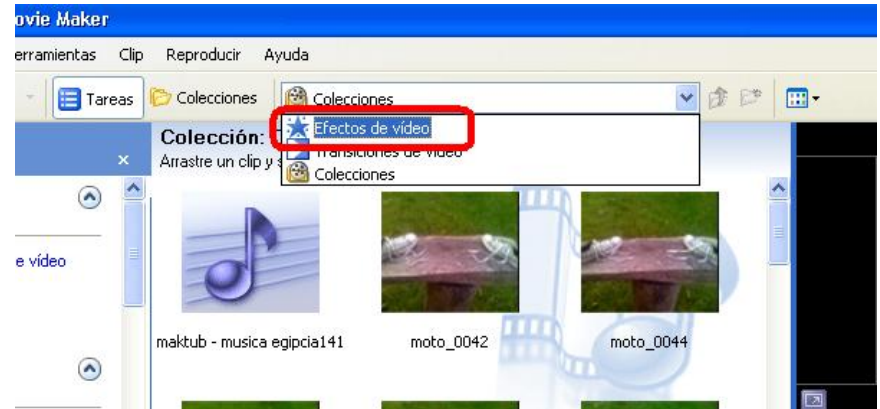 ovie Maker
erramientas Clip Reproducir Ayuda
Tareas Colecciones Colecciones
Efectos de vídeo
Colección:
Transiciones de vídeo
Arrastre un clip y s
Colecciones
e vídeo
maktub - musica egipcia141 moto_0042 moto_0044